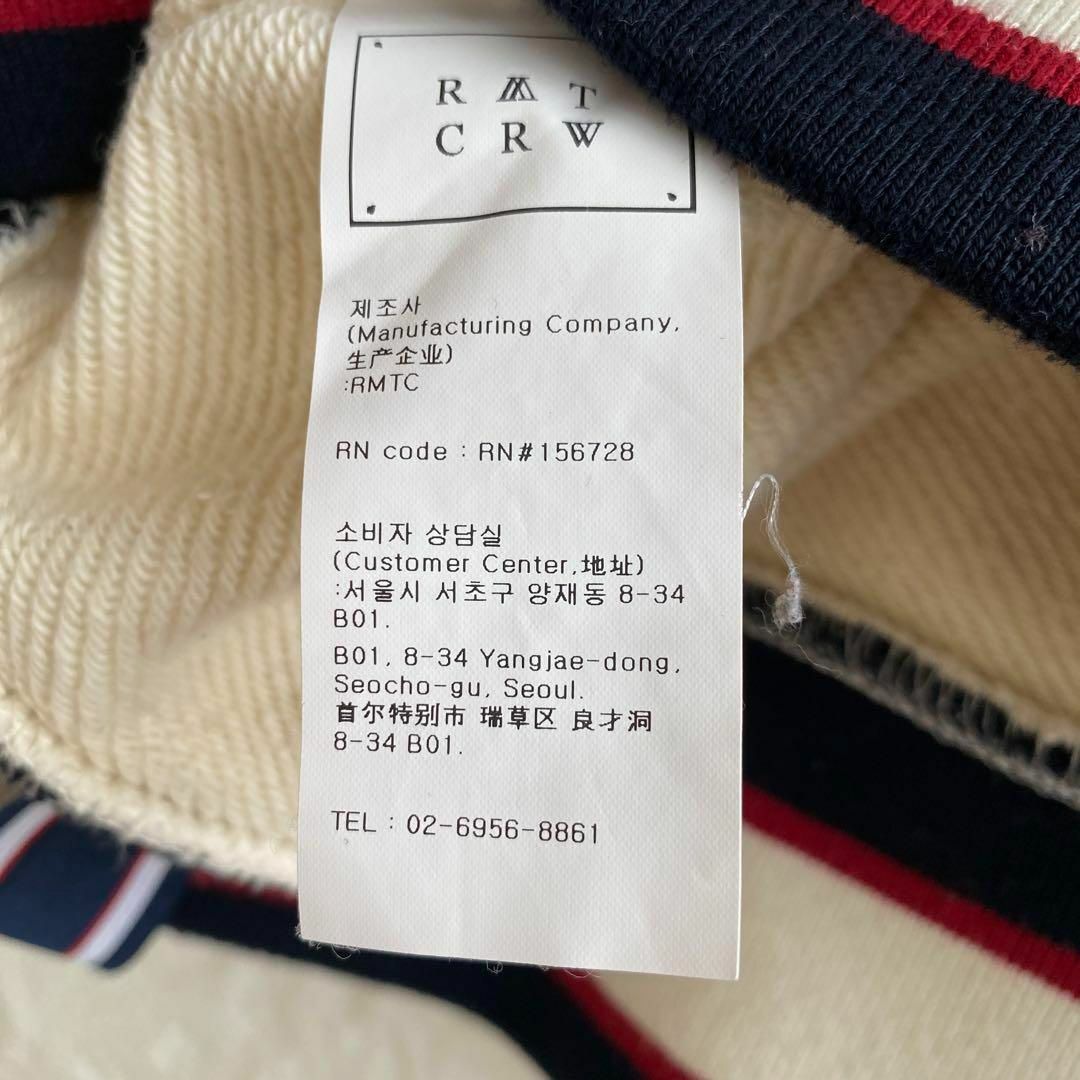 R M T
C R W
제조사
(Manufacturing Company,
生产企业)
:RMTC
RN code : RN#156728
소비자 상담실
(Customer Center,地址)
:서울시 서초구 양재동 8-34
B01.
B01, 8-34 Yangjae-dong,
Seocho-gu, Seoul.
首尔特别市 瑞草区 良才洞
8-34 B01.
TEL : 02-6956-8861